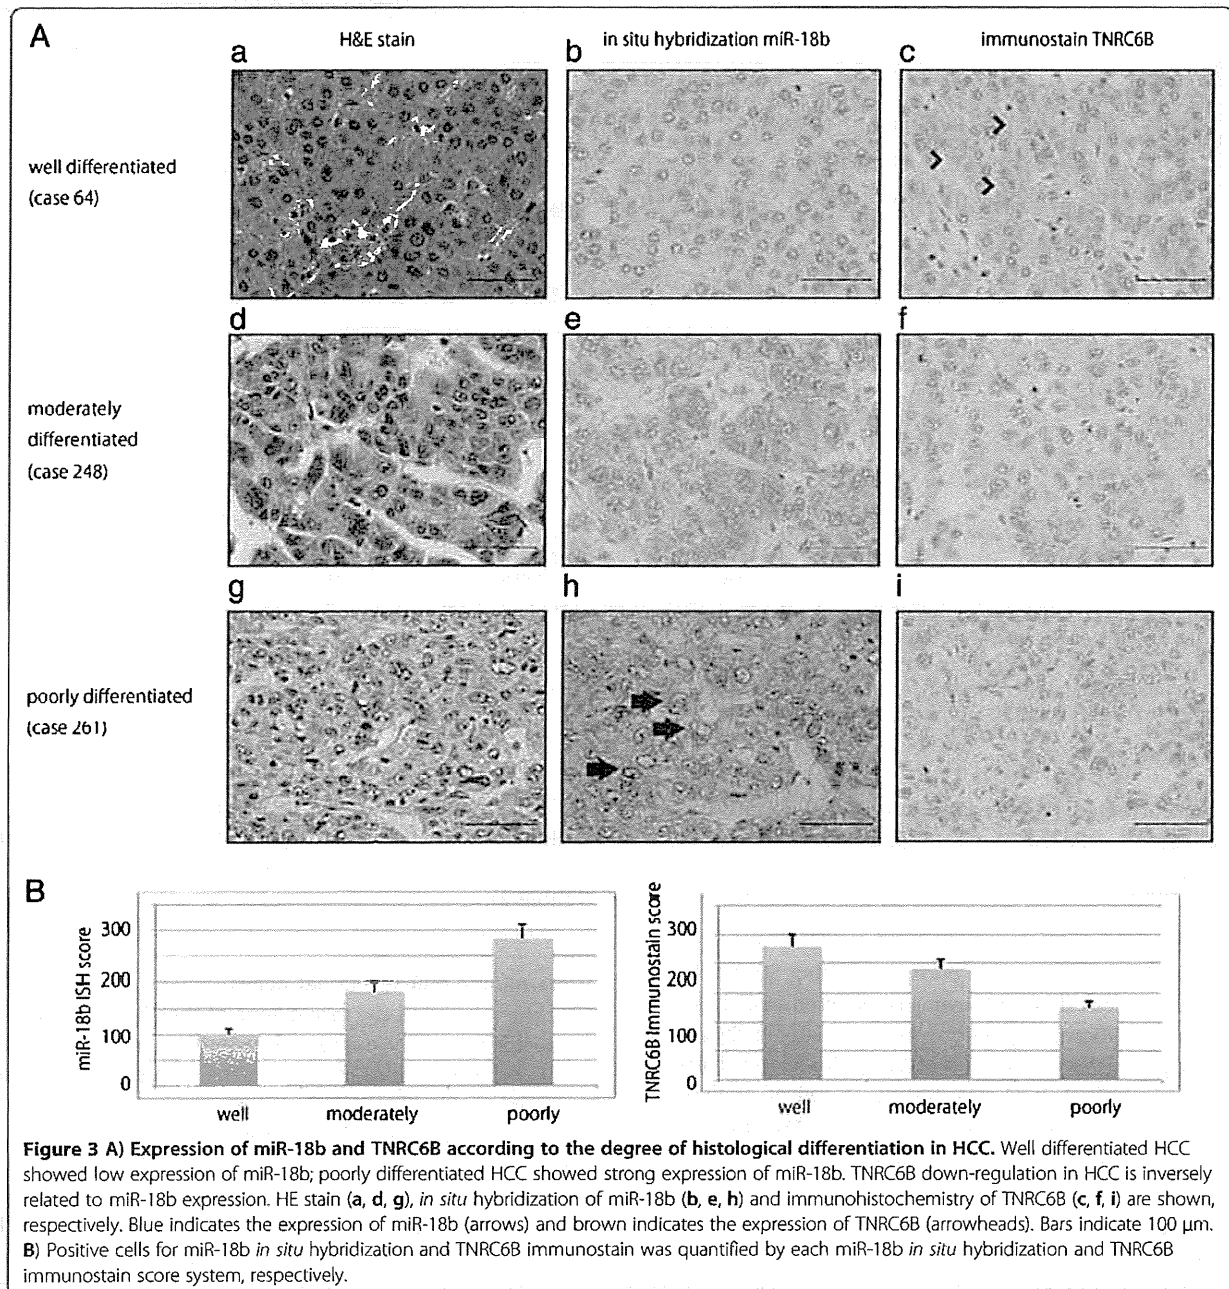 A
H&E stain
in situ hybridization miR-18b
immunostain TNRC6B
a
b
c
well differentiated
(case 64)
d
e
f
moderately
differentiated
(case 248)
g
h
i
poorly differentiated
(case 261)
B
miR-18b ISH score
300
200
100
0
well
moderately
poorly
TNRC6B Immunostain score
300
200
100
0
well
moderately
poorly
Figure 3 A) Expression of miR-18b and TNRC6B according to the degree of histological differentiation in HCC. Well differentiated HCC
showed low expression of miR-18b; poorly differentiated HCC showed strong expression of miR-18b. TNRC6B down-regulation in HCC is inversely
related to miR-18b expression. HE stain (a, d, g), in situ hybridization of miR-18b (b, e, h) and immunohistochemistry of TNRC6B (c, f, i) are shown,
respectively. Blue indicates the expression of miR-18b (arrows) and brown indicates the expression of TNRC6B (arrowheads). Bars indicate 100 μm.
B) Positive cells for miR-18b in situ hybridization and TNRC6B immunostain was quantified by each miR-18b in situ hybridization and TNRC6B
immunostain score system, respectively.